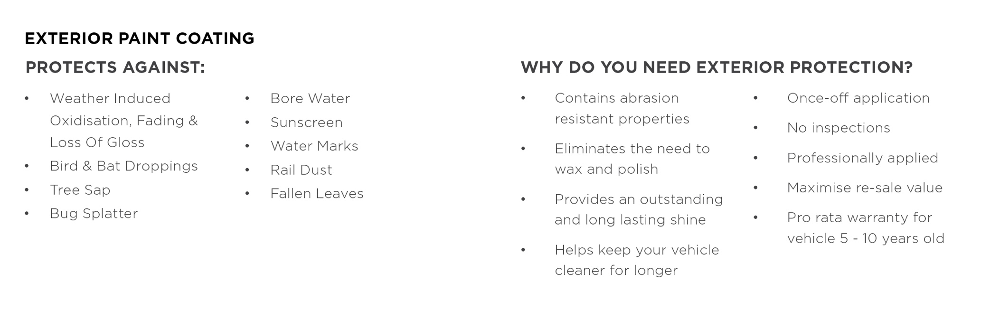 EXTERIOR PAINT COATING
PROTECTS AGAINST:
• Weather Induced
Oxidisation, Fading &
Loss Of Gloss
• Bird & Bat Droppings
• Tree Sap
• Bug Splatter
• Bore Water
• Sunscreen
• Water Marks
• Rail Dust
• Fallen Leaves
WHY DO YOU NEED EXTERIOR PROTECTION?
• Contains abrasion
resistant properties
• Eliminates the need to
wax and polish
• Provides an outstanding
and long lasting shine
• Helps keep your vehicle
cleaner for longer
• Once-off application
• No inspections
• Professionally applied
• Maximise re-sale value
• Pro rata warranty for
vehicle 5 - 10 years old